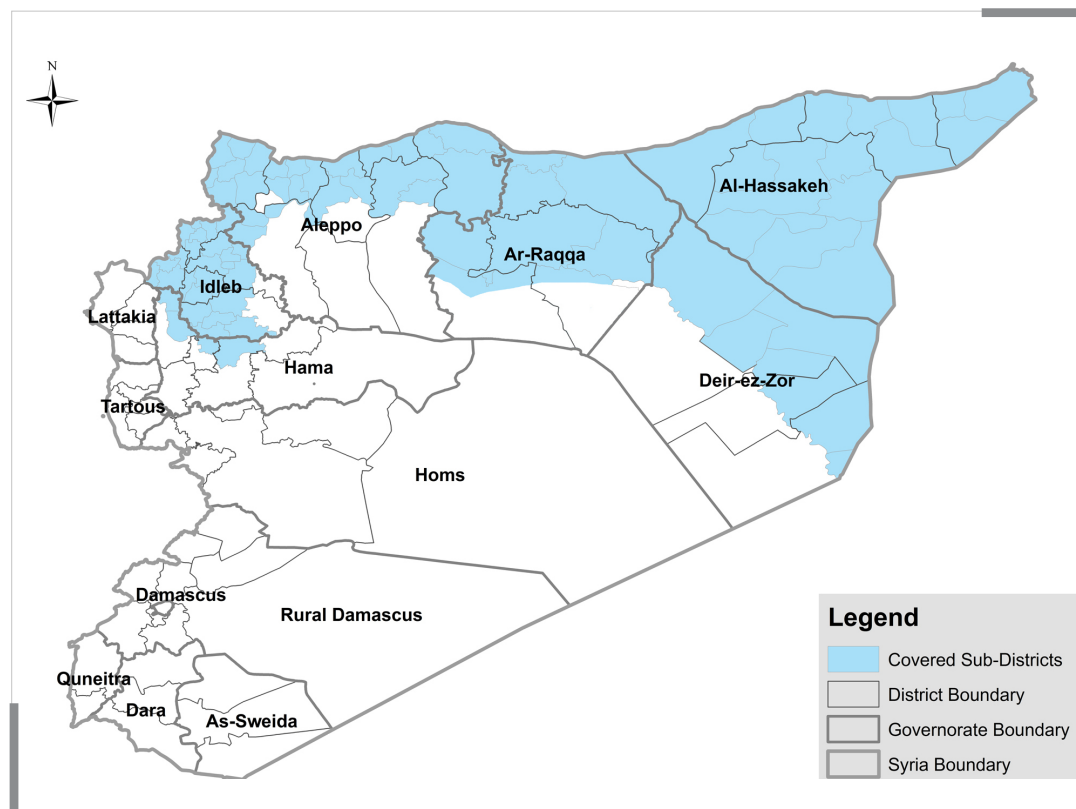 N
Al-Hassakeh
Aleppo
Ar-Raqqa
Idleb
Lattakia
Hama
Deir-ez-Zor
Tartous
Homs
Damascus
Rural Damascus
Quneitra
Dara
As-Sweida
Legend
Covered Sub-Districts
District Boundary
Governorate Boundary
Syria Boundary